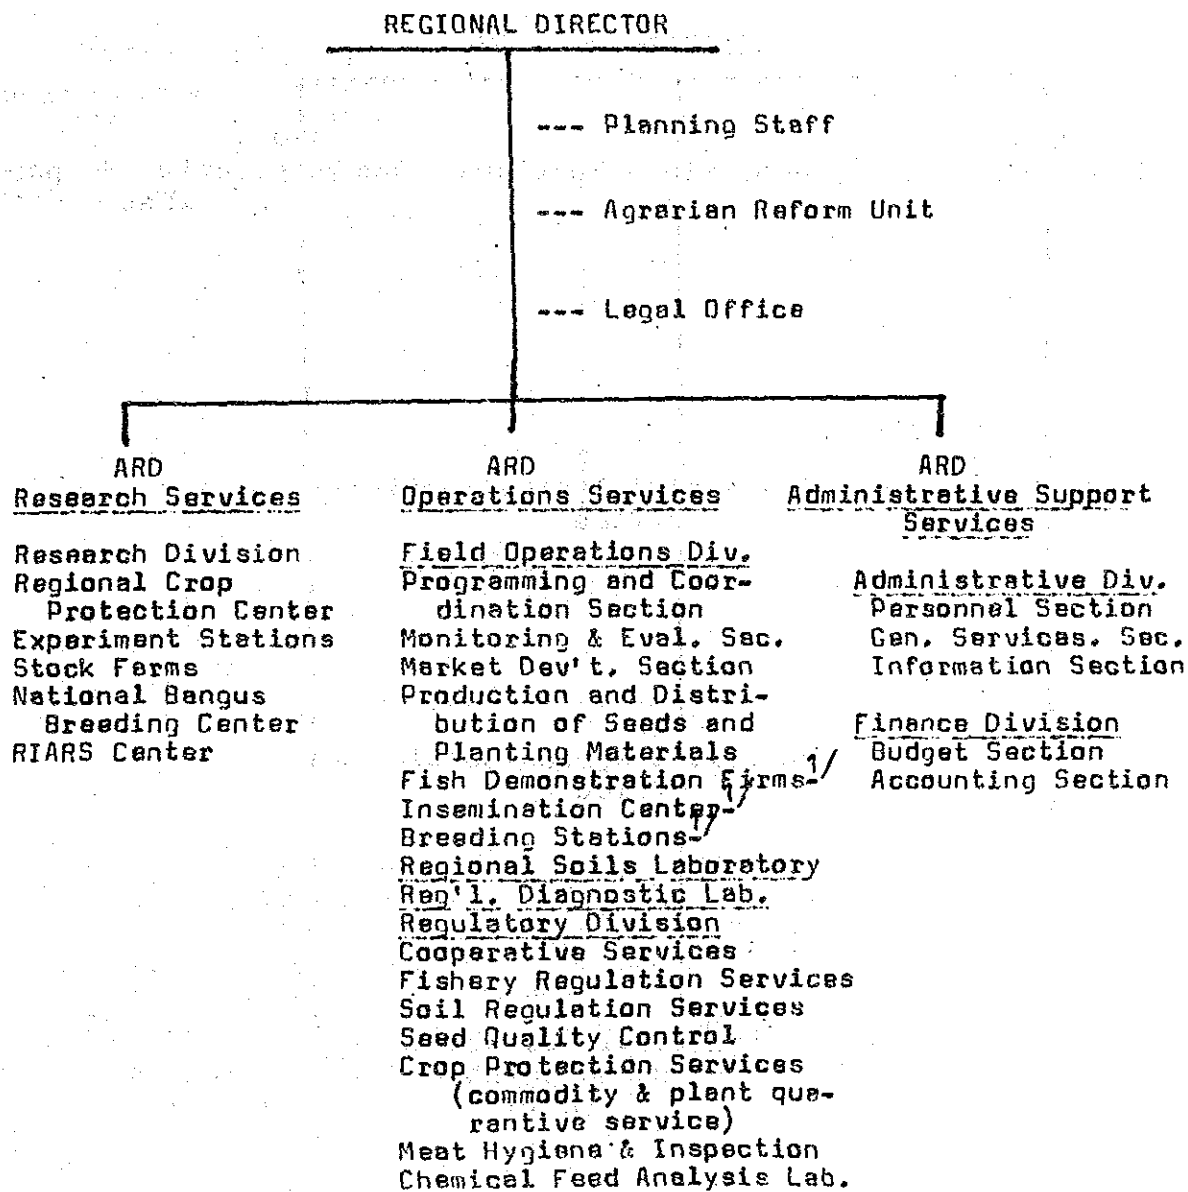 REGIONAL DIRECTOR
--- Planning Staff
--- Agrarian Reform Unit
--- Legal Office
ARD
Research Services
Research Division
Regional Crop
Protection Center
Experiment Stations
Stock Farms
National Bangus
Breeding Center
RIARS Center
ARD
Operations Services
Field Operations Div.
Programming and Coor-
dination Section
Monitoring & Eval. Sec.
Market Dev't. Section
Production and Distri-
bution of Seeds and
Planting Materials
Fish Demonstration Firms-1/
Insemination Center-1/
Breeding Stations-1/
Regional Soils Laboratory
Reg'l. Diagnostic Lab.
Regulatory Division
Cooperative Services
Fishery Regulation Services
Soil Regulation Services
Seed Quality Control
Crop Protection Services
(commodity & plant qua-
rantive service)
Meat Hygiene & Inspection
Chemical Feed Analysis Lab.
ARD
Administrative Support
Services
Administrative Div.
Personnel Section
Gen. Services. Sec.
Information Section
Finance Division
Budget Section
Accounting Section